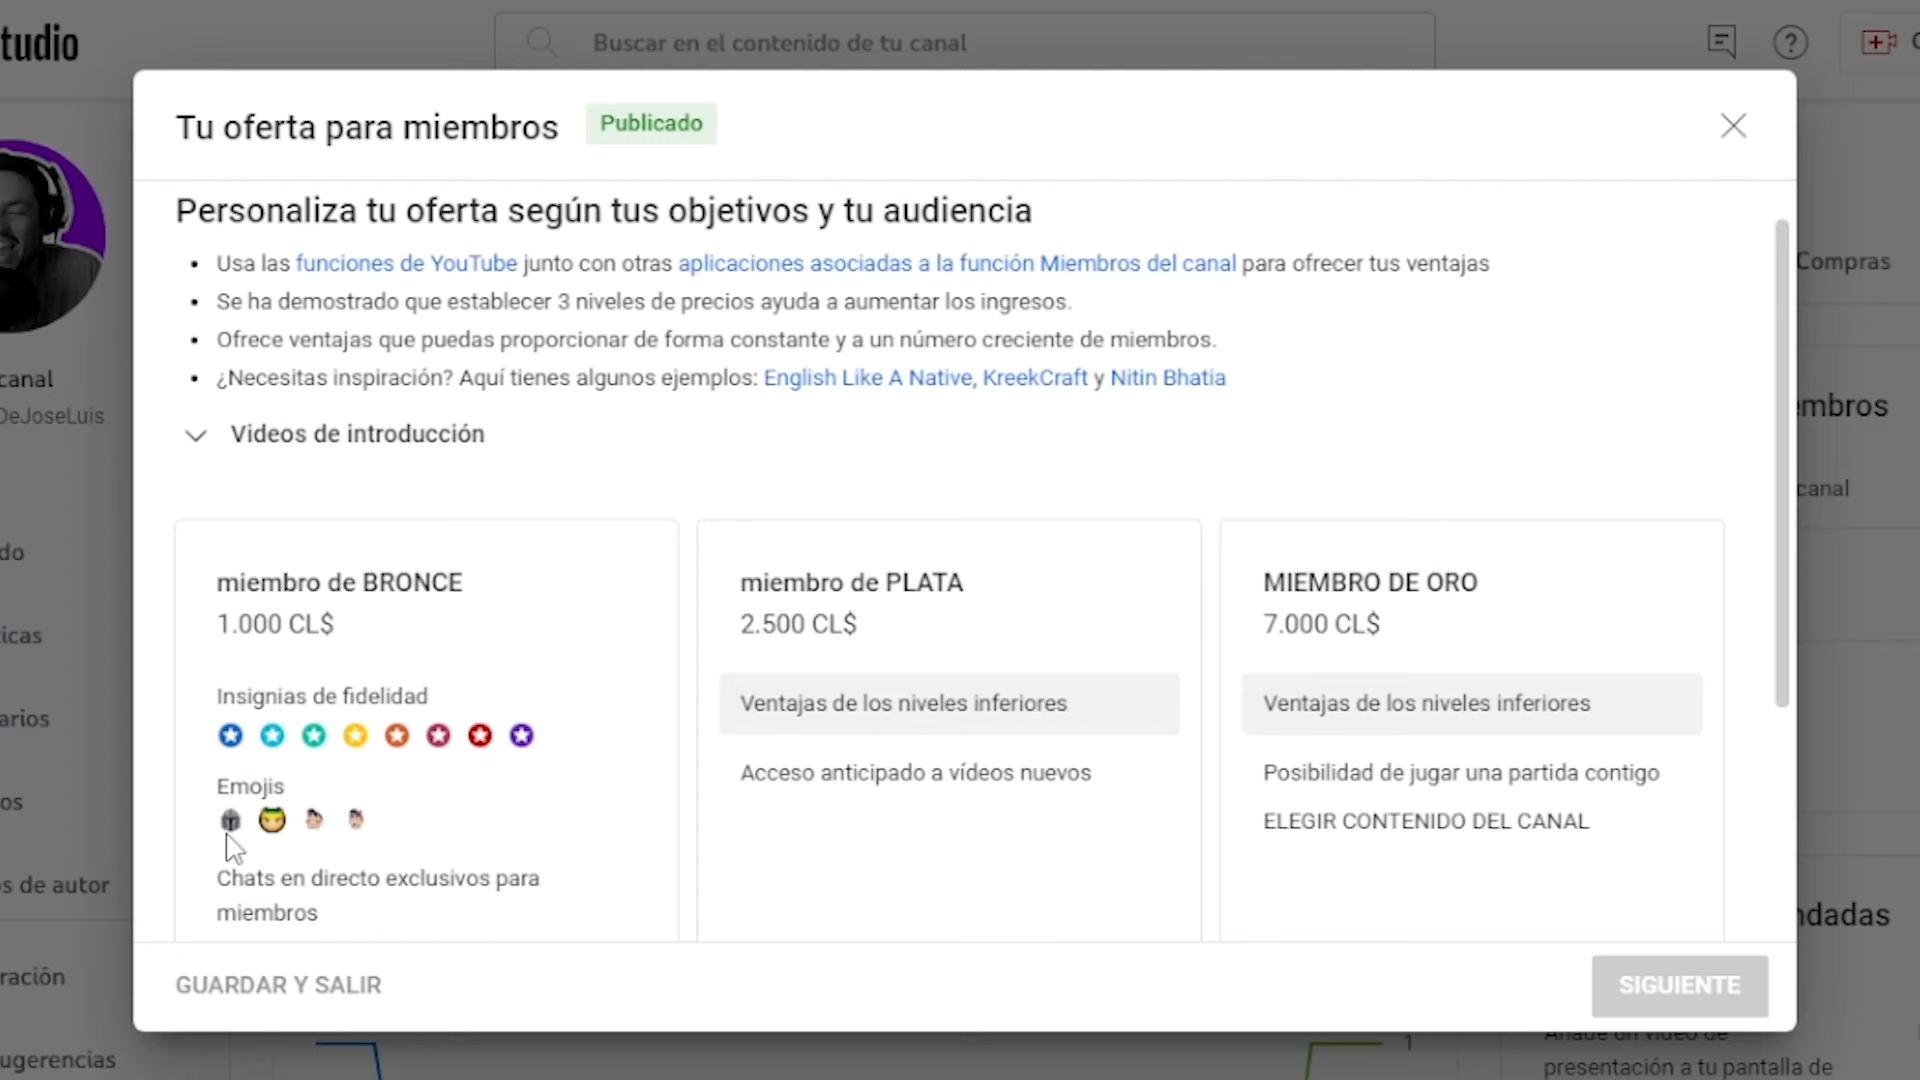 tudio
Buscar en el contenido de tu canal
Tu oferta para miembros
Publicado
Personaliza tu oferta según tus objetivos y tu audiencia
Usa las funciones de YouTube junto con otras aplicaciones asociadas a la función Miembros del canal para ofrecer tus ventajas
Se ha demostrado que establecer 3 niveles de precios ayuda a aumentar los ingresos.
Ofrece ventajas que puedas proporcionar de forma constante y a un número creciente de miembros.
¿Necesitas inspiración? Aquí tienes algunos ejemplos: English Like A Native, KreekCraft y Nitin Bhatia
Videos de introducción
miembro de BRONCE
1.000 CL$
Insignias de fidelidad
Emojis
Chats en directo exclusivos para
miembros
miembro de PLATA
2.500 CL$
Ventajas de los niveles inferiores
Acceso anticipado a vídeos nuevos
MIEMBRO DE ORO
7.000 CL$
Ventajas de los niveles inferiores
Posibilidad de jugar una partida contigo
ELEGIR CONTENIDO DEL CANAL
GUARDAR Y SALIR
SIGUIENTE
canal
DeJoseLuis
do
icas
arios
os
s de autor
ración
ugerencias
Compras
embros
canal
ndadas
1
Añade un vídeo de
presentación a tu pantalla de